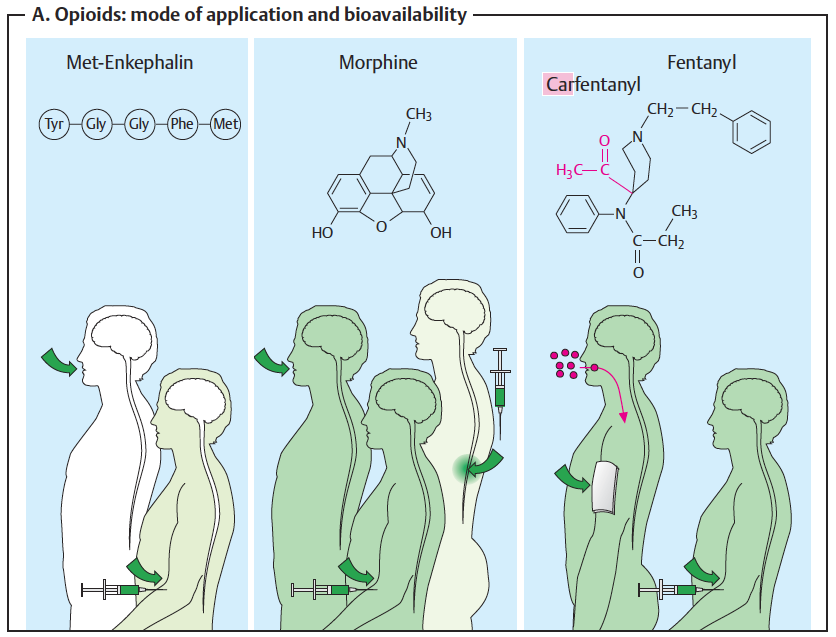 A. Opioids: mode of application and bioavailability
Met-Enkephalin
Tyr Gly Gly Phe Met
Morphine
CH3
N
HO
O
OH
Fentanyl
Carfentanyl
CH2 CH2
N
O
H3C C
N
CH3
C CH2
O